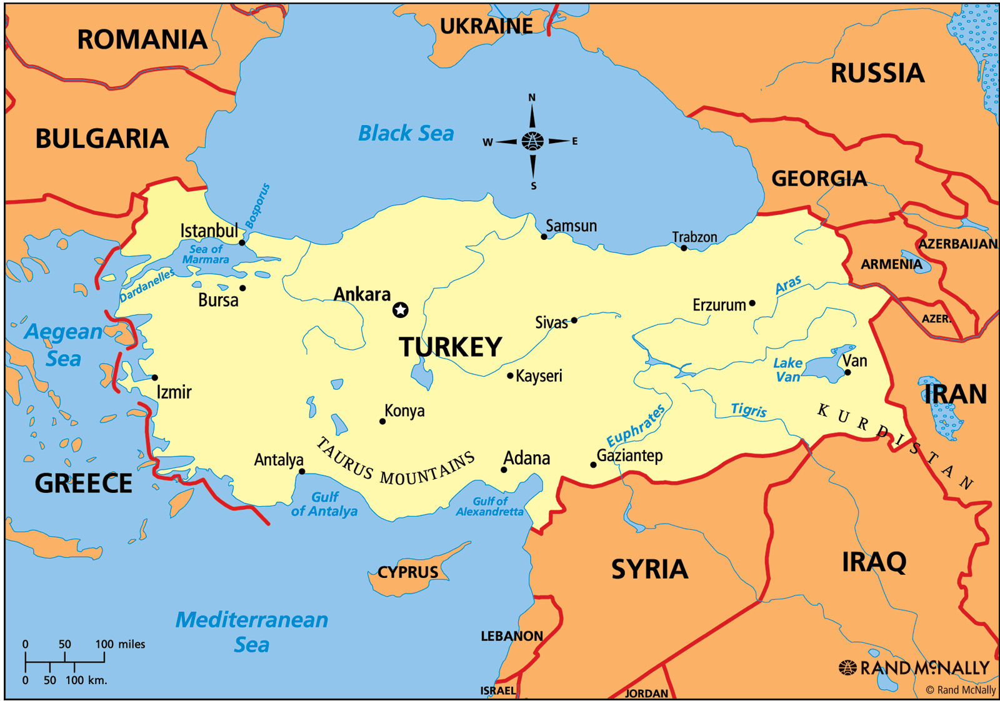 ROMANIA
UKRAINE
RUSSIA
BULGARIA
Black Sea
N
W
E
S
GEORGIA
Bosporus
Istanbul
Sea of
Marmara
Dardanelles
Bursa
Samsun
Trabzon
AZERBAIJAN
ARMENIA
AZER.
Ankara
Sivas
Erzurum
Aras
Aegean
Sea
TURKEY
Kayseri
Lake
Van
Van
Izmir
Konya
Euphrates
Tigris
IRAN
KURDISTAN
Antalya
TAURUS MOUNTAINS
Adana
Gaziantep
GREECE
Gulf
of Antalya
Gulf of
Alexandretta
CYPRUS
SYRIA
IRAQ
Mediterranean
Sea
LEBANON
ISRAEL
JORDAN
0 50 100 miles
0 50 100 km.
RAND McNALLY
© Rand McNally